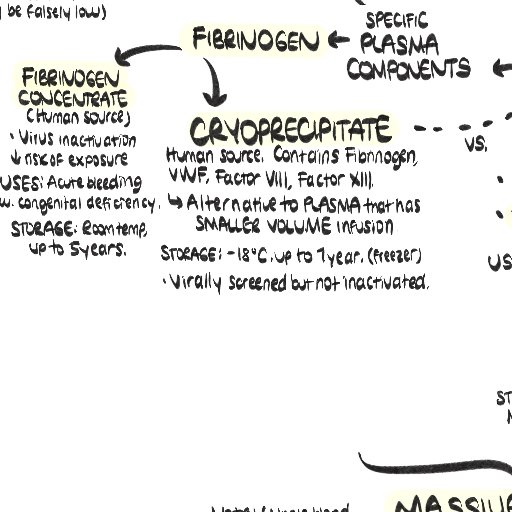 be falsely low)
SPECIFIC
PLASMA
COMPONENTS
FIBRINOGEN
FIBRINOGEN
CONCENTRATE
(Human source)
• Virus inactivation
↓ risk of exposure
USES: Acute bleeding
w. congenital deficiency.
STORAGE: Room temp,
up to 5 years.
CRYOPRECIPITATE
Human source. Contains Fibrinogen,
VWF, Factor VIII, Factor XIII.
↳ Alternative to PLASMA that has
SMALLER VOLUME infusion
STORAGE: -18°C. up to 1 year. (freezer)
• Virally screened but not inactivated.
VS.
US
ST
MASSIV